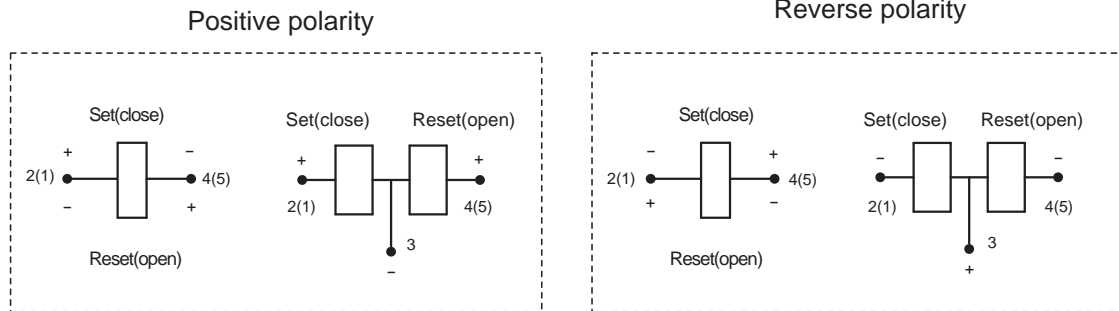 Positive polarity
Set(close)
+ −
2(1) 4(5)
− +
Reset(open)
Set(close) Reset(open)
+ +
2(1) 4(5)
3
−
Reverse polarity
Set(close)
− +
2(1) 4(5)
+ −
Reset(open)
Set(close) Reset(open)
− −
2(1) 4(5)
3
+